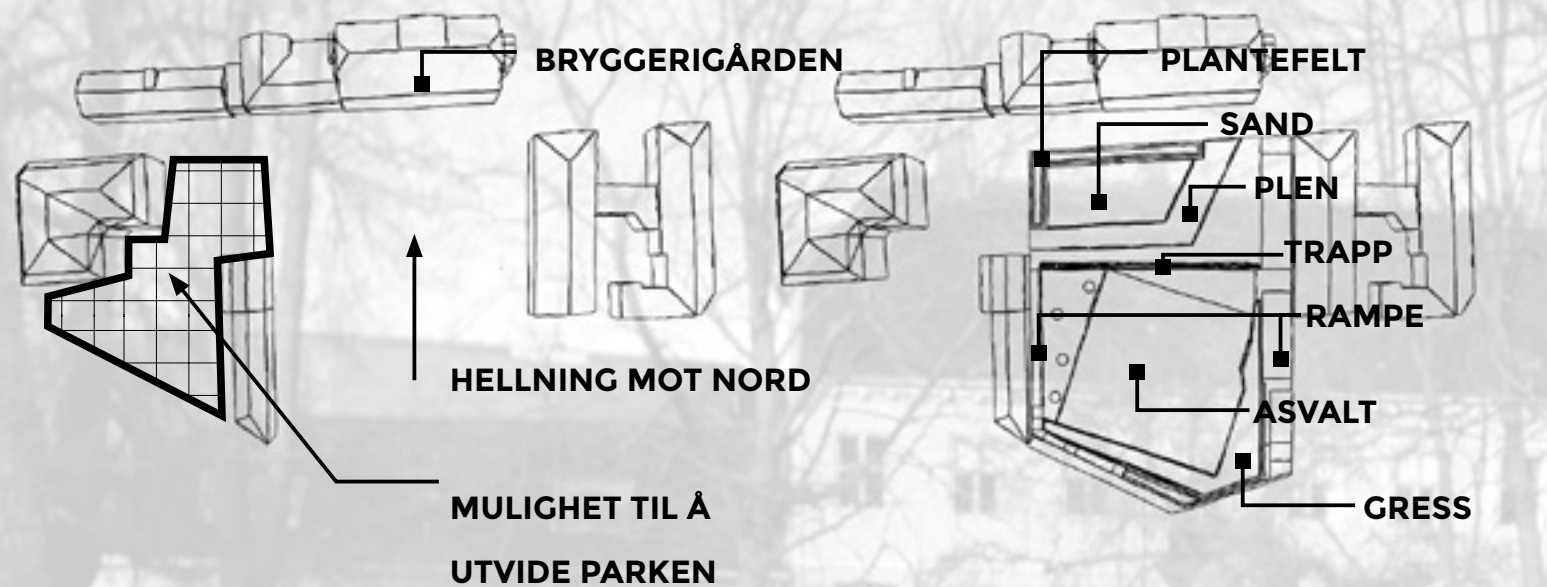 BRYGGERIGÅRDEN
HELLNING MOT NORD
MULIGHET TIL Å
UTVIDE PARKEN
PLANTEFELT
SAND
PLEN
TRAPP
RAMPE
ASVALT
GRESS